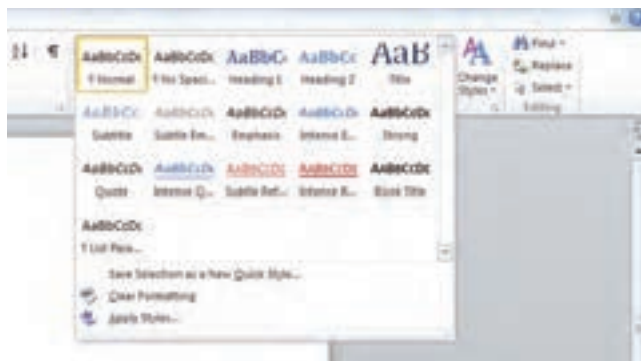 ¶ AaBbCcDc AaBbCcDc AaBbC AaBbCc AaB A Find
¶ Normal ¶ No Spaci... Heading 1 Heading 2 Title Change Styles Replace
Select
Editing
AaBbCc. AaBbCcDc AaBbCcDc AaBbCcDc AaBbCcDc
Subtitle Subtle Em... Emphasis Intense E... Strong
AaBbCcDc AaBbCcDc AaBbCcDc AaBbCcDc AaBbCcDc
Quote Intense Q... Subtle Ref... Intense R... Book Title
AaBbCcDc
¶ List Para...
Save Selection as a New Quick Style...
Clear Formatting
Apply Styles...